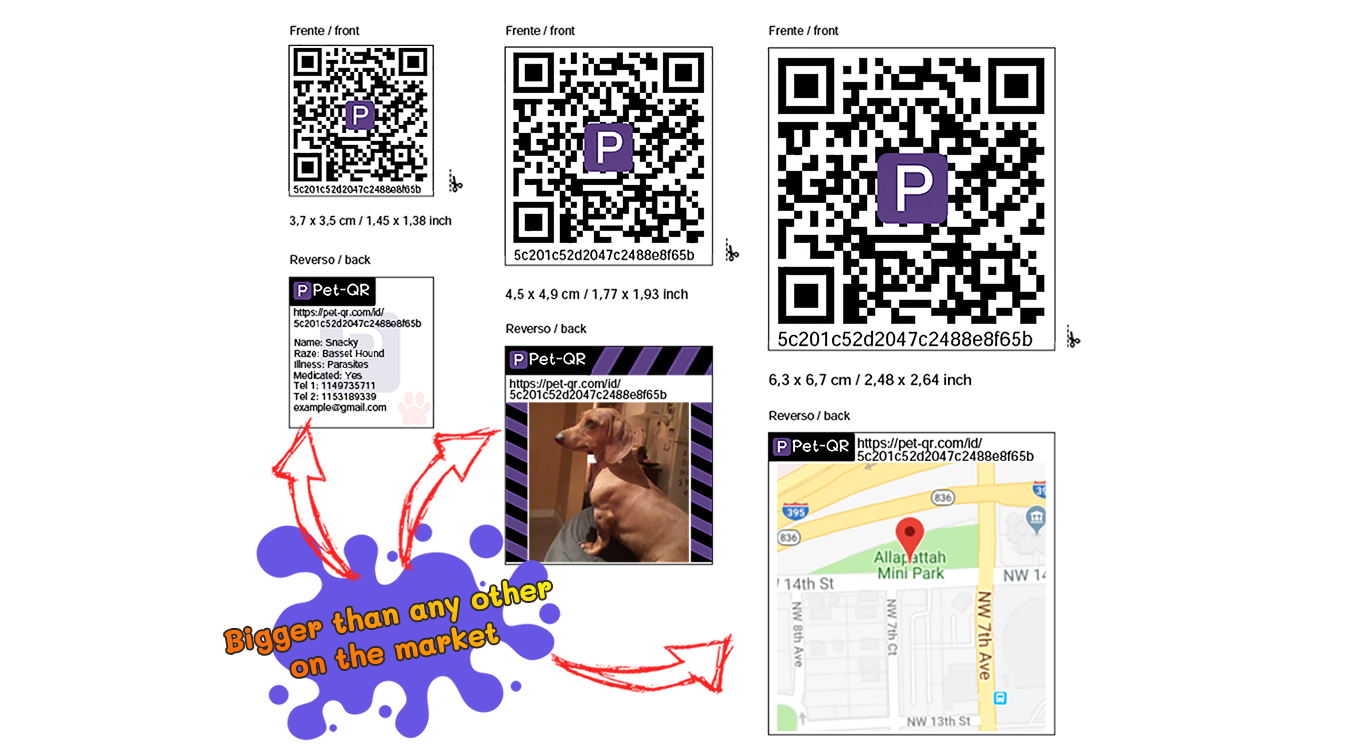 Frente / front
P
5c201c52d2047c2488e8f65b
3,7 x 3,5 cm / 1,45 x 1,38 inch
Reverso / back
P Pet-QR
https://pet-qr.com/id/
5c201c52d2047c2488e8f65b
Name: Snacky
Raze: Basset Hound
Illness: Parasites
Medicated: Yes
Tel 1: 1149735711
Tel 2: 1153189339
example@gmail.com
Frente / front
P
5c201c52d2047c2488e8f65b
4,5 x 4,9 cm / 1,77 x 1,93 inch
Reverso / back
P Pet-QR
https://pet-qr.com/id/
5c201c52d2047c2488e8f65b
Frente / front
P
5c201c52d2047c2488e8f65b
6,3 x 6,7 cm / 2,48 x 2,64 inch
Reverso / back
P Pet-QR
https://pet-qr.com/id/
5c201c52d2047c2488e8f65b
836
395
39
836
Allapattah
Mini Park
14th St
NW 14
NW 8th Ave
NW 7th Ct
NW 7th Ave
NW 13th St
Bigger than any other
on the market